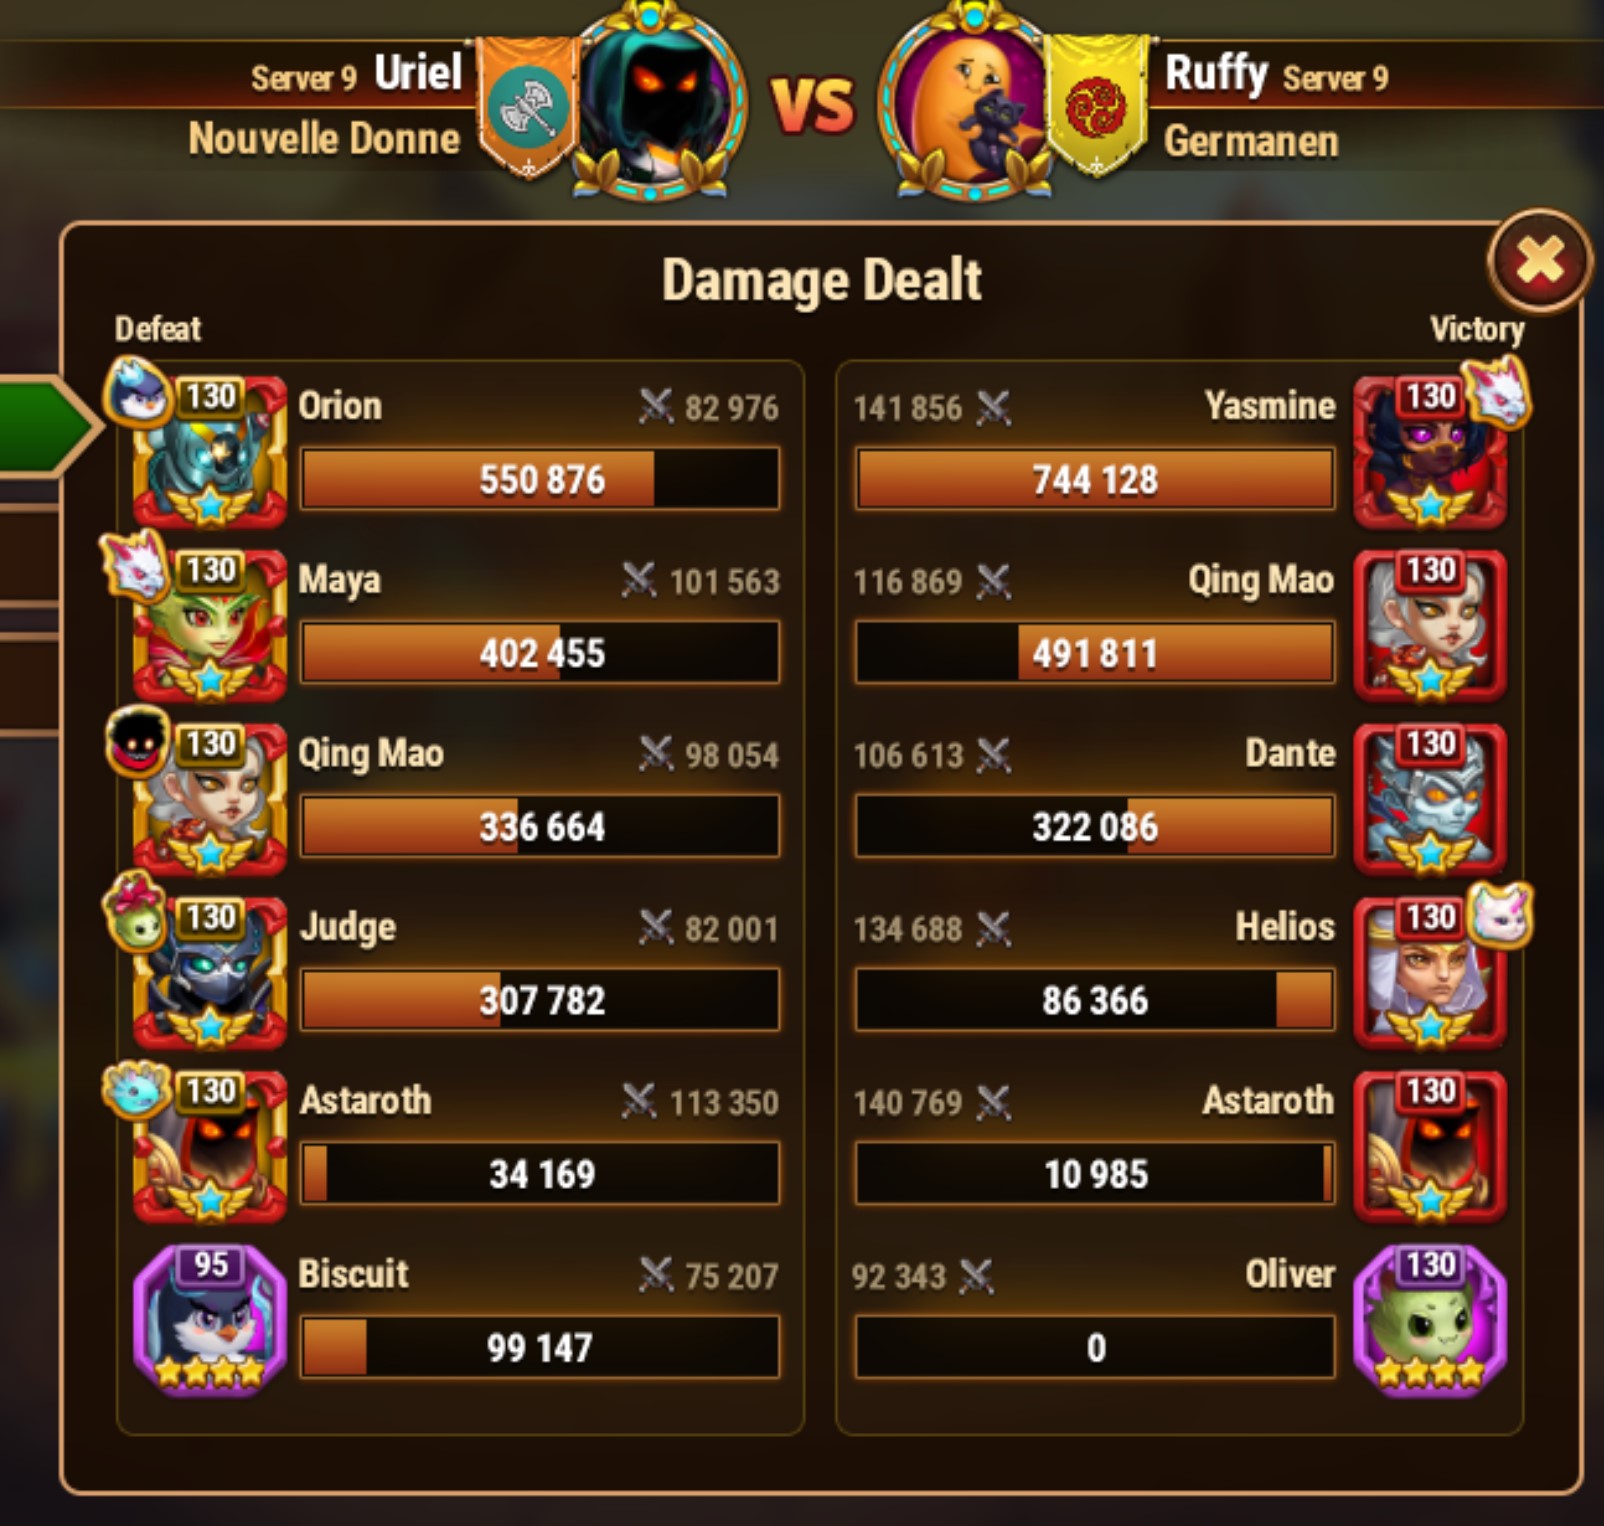 Server 9 Uriel
Nouvelle Donne
VS
Ruffy Server 9
Germanen
Damage Dealt
Defeat
Victory
130
Orion
82 976
550 876
141 856
Yasmine
130
744 128
130
Maya
101 563
402 455
116 869
Qing Mao
130
491 811
130
Qing Mao
98 054
336 664
106 613
Dante
130
322 086
130
Judge
82 001
307 782
134 688
Helios
130
86 366
130
Astaroth
113 350
34 169
140 769
Astaroth
130
10 985
95
Biscuit
75 207
99 147
92 343
Oliver
130
0